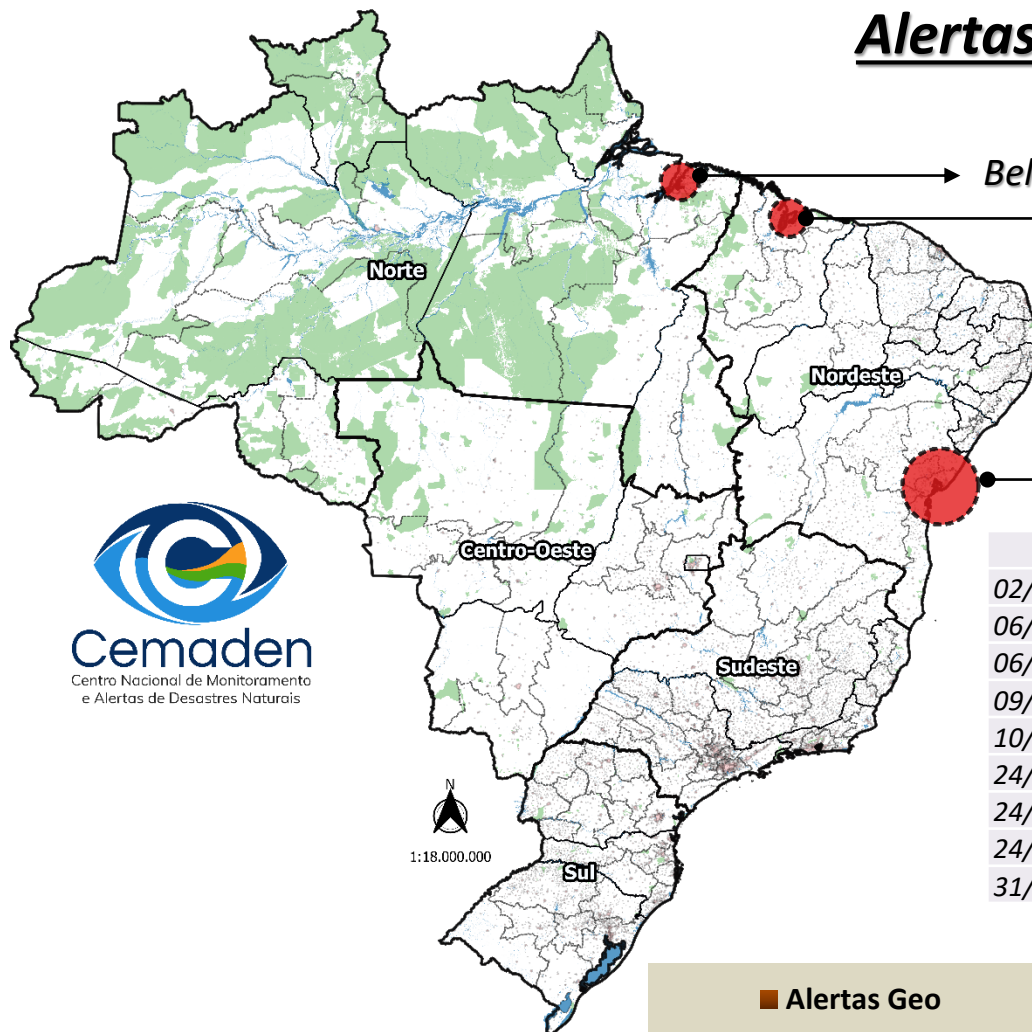 Alertas
Bel
Norte
Nordeste
Centro-Oeste
Cemaden
Centro Nacional de Monitoramento
e Alertas de Desastres Naturais
02/
06/
06/
09/
10/
24/
24/
24/
31/
Sudeste
N
1:18.000.000
Sul
Alertas Geo